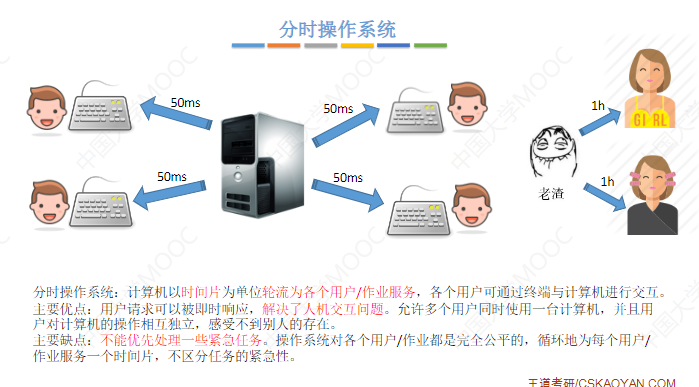 分时操作系统
50ms
50ms
50ms
50ms
1h
1h
GI RL
老渣
分时操作系统：计算机以时间片为单位轮流为各个用户/作业服务，各个用户可通过终端与计算机进行交互。
主要优点：用户请求可以被即时响应，解决了人机交互问题。允许多个用户同时使用一台计算机，并且用
户对计算机的操作相互独立，感受不到别人的存在。
主要缺点：不能优先处理一些紧急任务。操作系统对各个用户/作业都是完全公平的，循环地为每个用户/
作业服务一个时间片，不区分任务的紧急性。
王道考研/CSKAOYAN.COM
中国大学MOOC